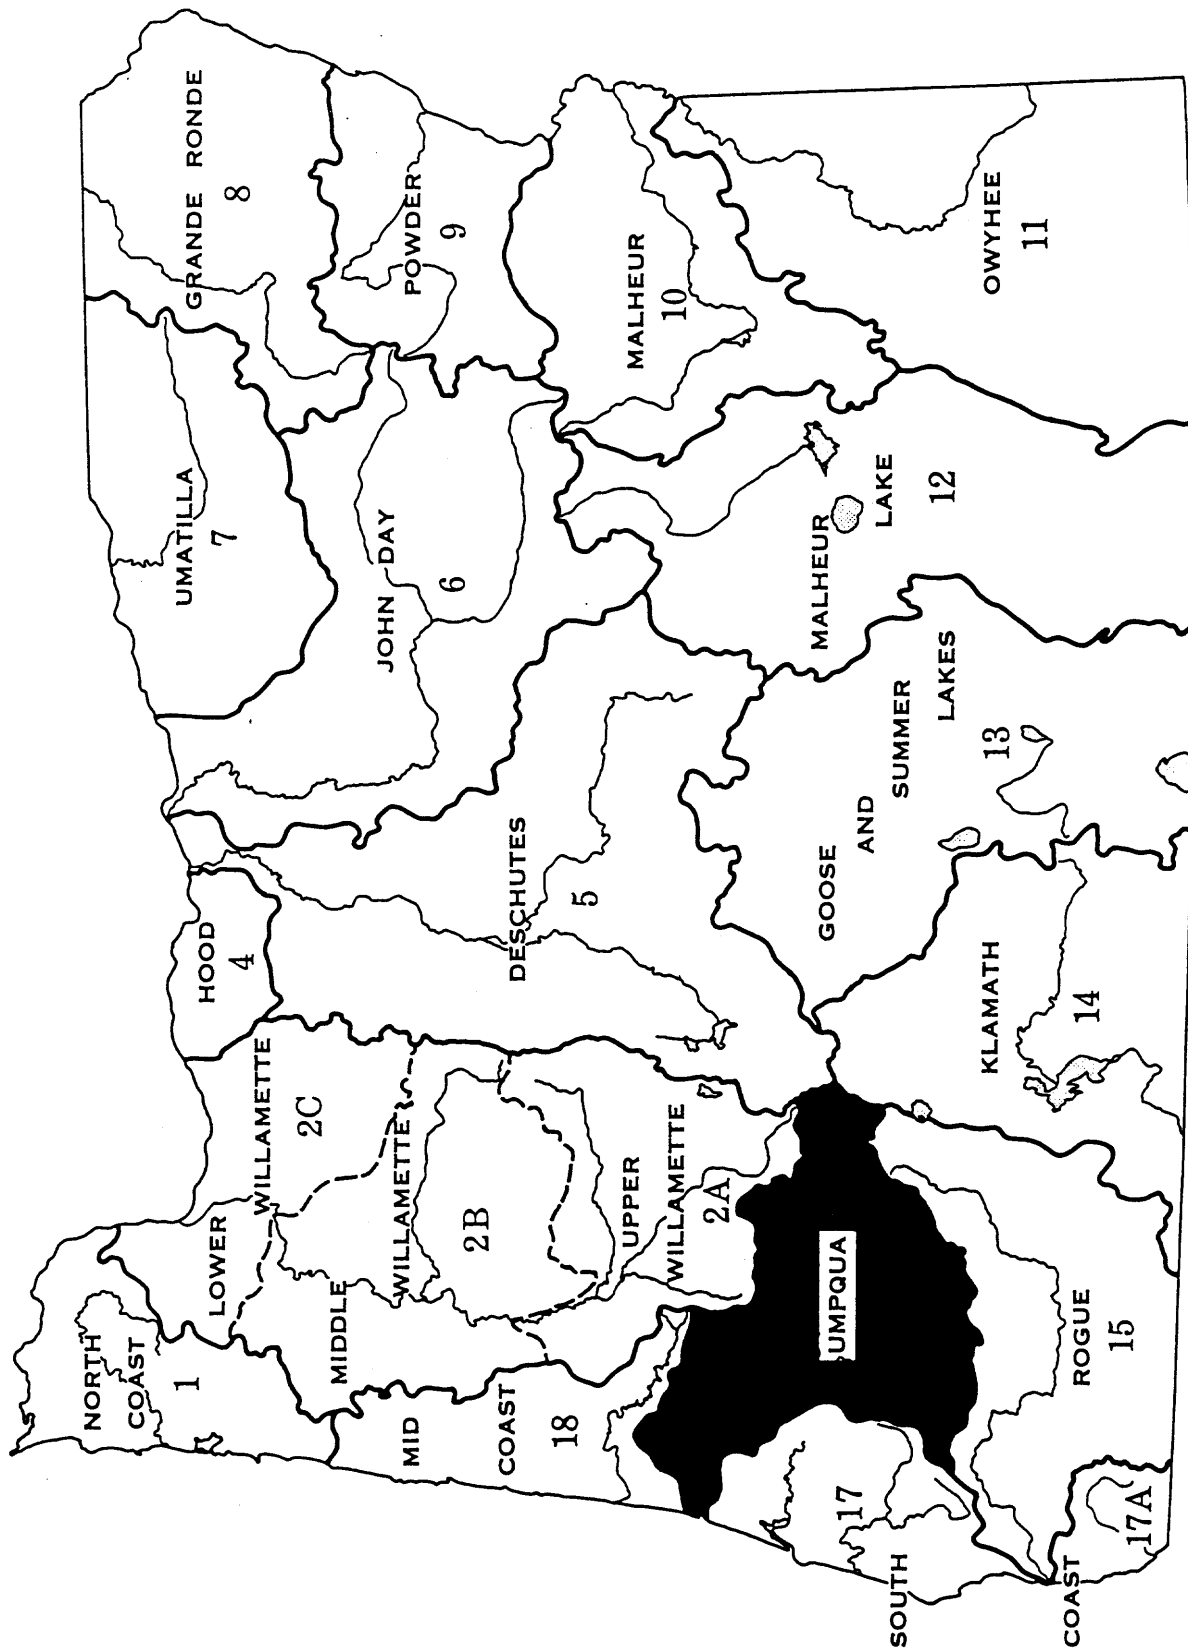 NORTH
COAST
1
LOWER
WILLAMETTE
2C
MIDDLE
WILLAMETTE
2B
UPPER
WILLAMETTE
2A
HOOD
4
DESCHUTES
5
JOHN DAY
6
UMATILLA
7
GRANDE RONDE
8
POWDER
9
MALHEUR
10
OWYHEE
11
MALHEUR
LAKE
12
GOOSE
AND
SUMMER
LAKES
13
KLAMATH
14
ROGUE
15
UMPQUA
SOUTH
COAST
17
17A
MID
COAST
18